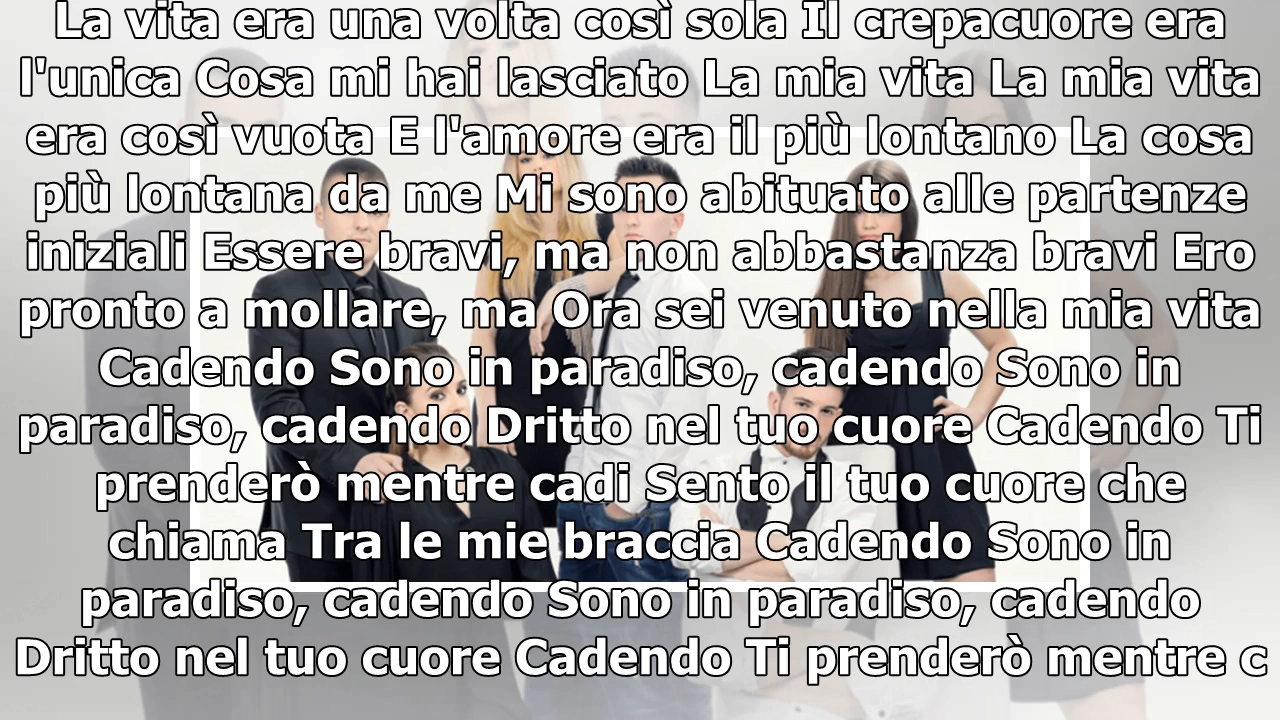 La vita era una volta così sola Il crepacuore era
l'unica Cosa mi hai lasciato La mia vita La mia vita
era così vuota E l'amore era il più lontano La cosa
più lontana da me Mi sono abituato alle partenze
iniziali Essere bravi, ma non abbastanza bravi Ero
pronto a mollare, ma Ora sei venuto nella mia vita
Cadendo Sono in paradiso, cadendo Sono in
paradiso, cadendo Dritto nel tuo cuore Cadendo Ti
prenderò mentre cadi Sento il tuo cuore che
chiama Tra le mie braccia Cadendo Sono in
paradiso, cadendo Sono in paradiso, cadendo
Dritto nel tuo cuore Cadendo Ti prenderò mentre c